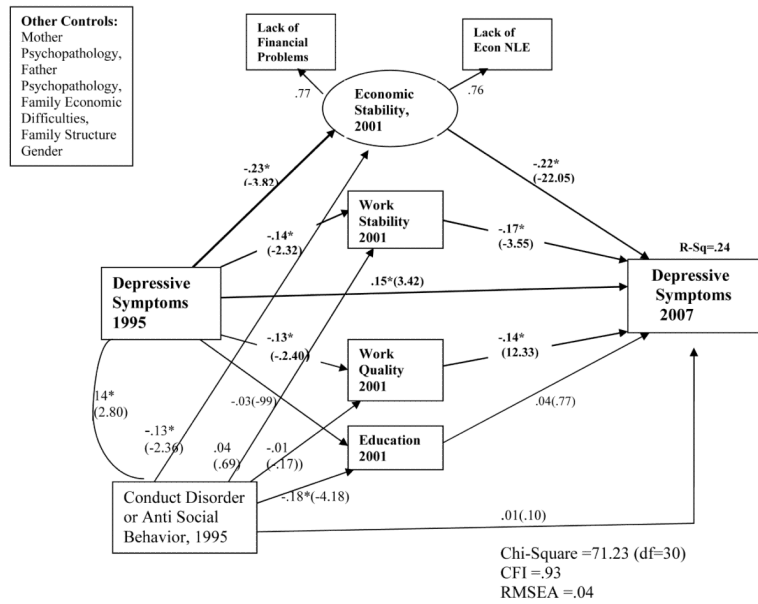 Other Controls:
Mother
Psychopathology,
Father
Psychopathology,
Family Economic
Difficulties,
Family Structure
Gender
Lack of
Financial
Problems
Lack of
Econ NLE
.77
.76
Economic
Stability,
2001
-.23*
(-3.82)
-.22*
(-22.05)
Work
Stability
2001
-.14*
(-2.32)
-.17*
(-3.55)
R-Sq=.24
Depressive
Symptoms
1995
.15*(3.42)
Depressive
Symptoms
2007
-.13*
(-.2.40)
Work
Quality
2001
-.14*
(12.33)
14*
(2.80)
-.03(-99)
.04(.77)
-.13*
(-2.36)
.04
(.69)
-.01
(-.17))
Education
2001
-.18*(-4.18)
Conduct Disorder
or Anti Social
Behavior, 1995
.01(.10)
Chi-Square =71.23 (df=30)
CFI =.93
RMSEA =.04